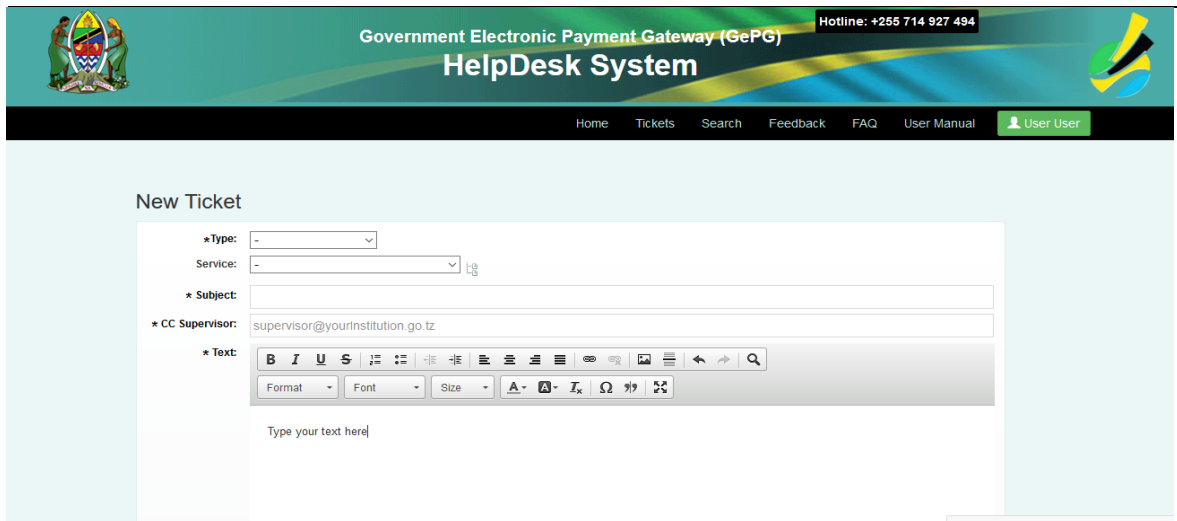 Hotline: +255 714 927 494
Government Electronic Payment Gateway (GePG)
HelpDesk System
Home Tickets Search Feedback FAQ User Manual User User
New Ticket
*Type: -
Service: -
* Subject:
* CC Supervisor: supervisor@yourInstitution.go.tz
* Text:
B I U S
Format Font Size A A Ix Ω
Type your text here